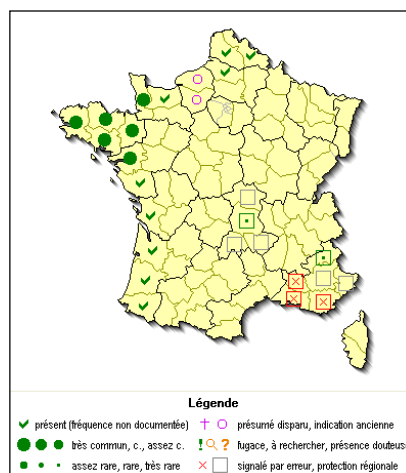 Légende
présent (fréquence non documentée)
présumé disparu, indication ancienne
très commun, c., assez c.
fugace, à rechercher, présence douteuse
assez rare, rare, très rare
signalé par erreur, protection régionale